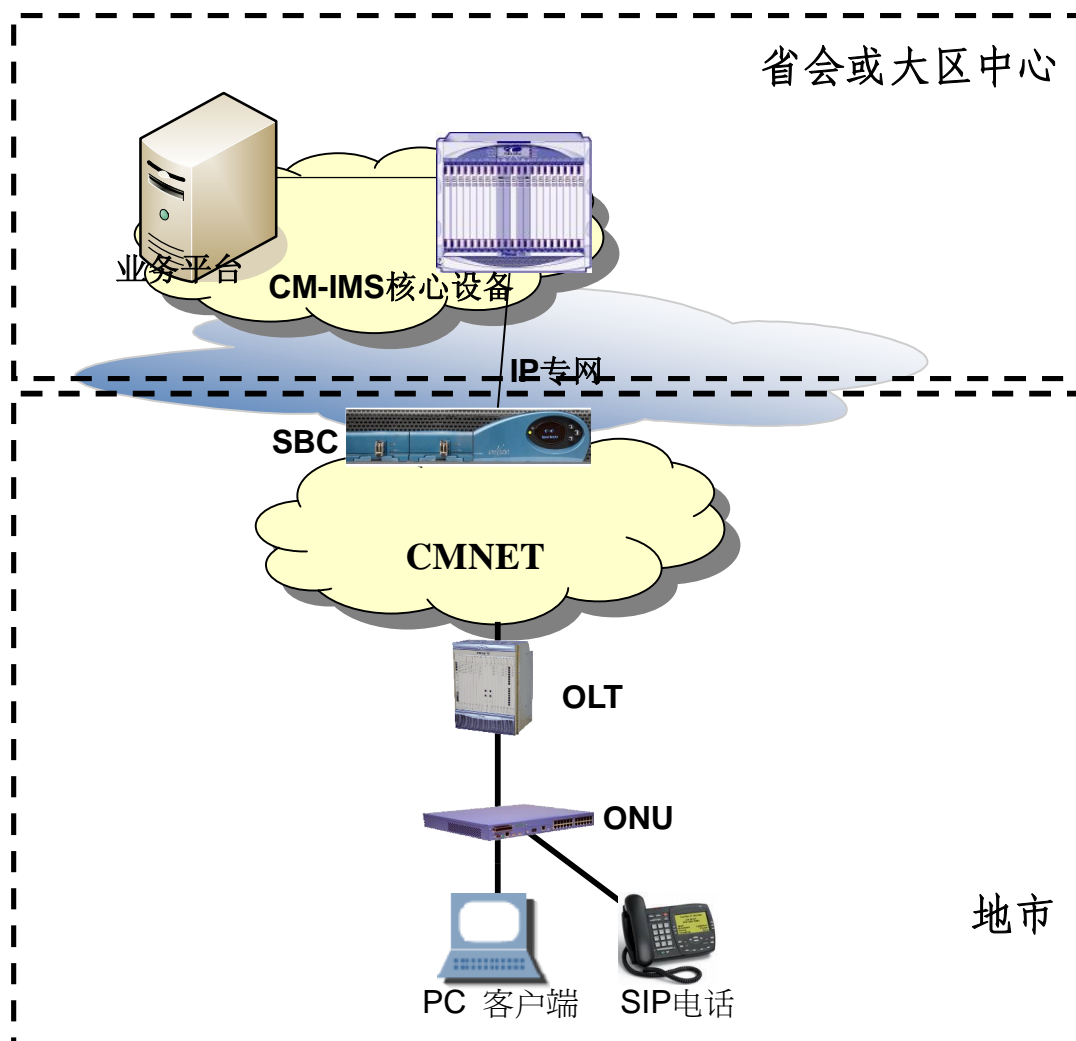 省会或大区中心
业务平台
CM-IMS核心设备
IP专网
SBC
CMNET
OLT
ONU
地市
PC 客户端
SIP电话